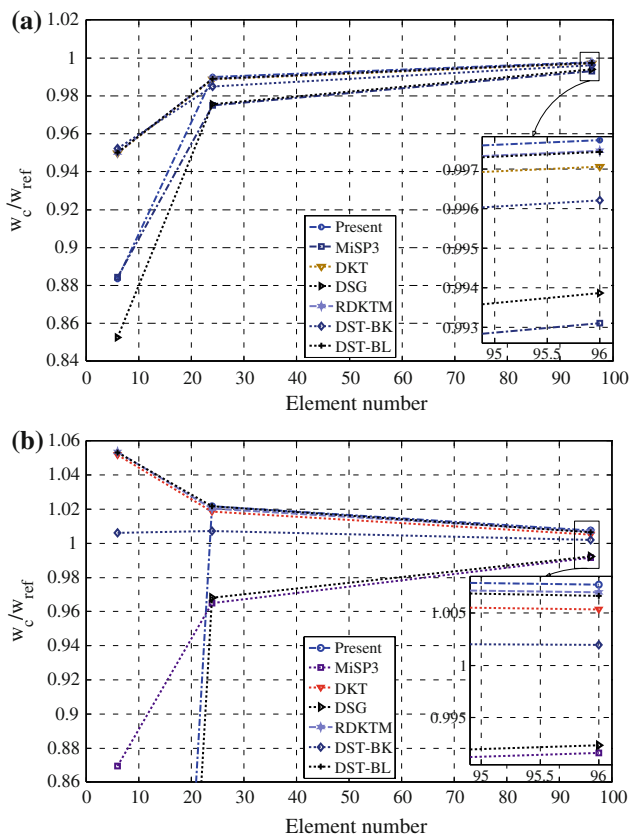 (a)
1.02
1
0.98
0.96
0.94
0.92
0.9
0.88
0.86
0.84
w_c/w_ref
0 10 20 30 40 50 60 70 80 90 100
Element number
Present
MiSP3
DKT
DSG
RDKTM
DST-BK
DST-BL
0.997
0.996
0.994
0.993
95 95.5 96
(b)
1.06
1.04
1.02
1
0.98
0.96
0.94
0.92
0.9
0.88
0.86
w_c/w_ref
0 10 20 30 40 50 60 70 80 90 100
Element number
Present
MiSP3
DKT
DSG
RDKTM
DST-BK
DST-BL
1.005
1
0.995
95 95.5 96